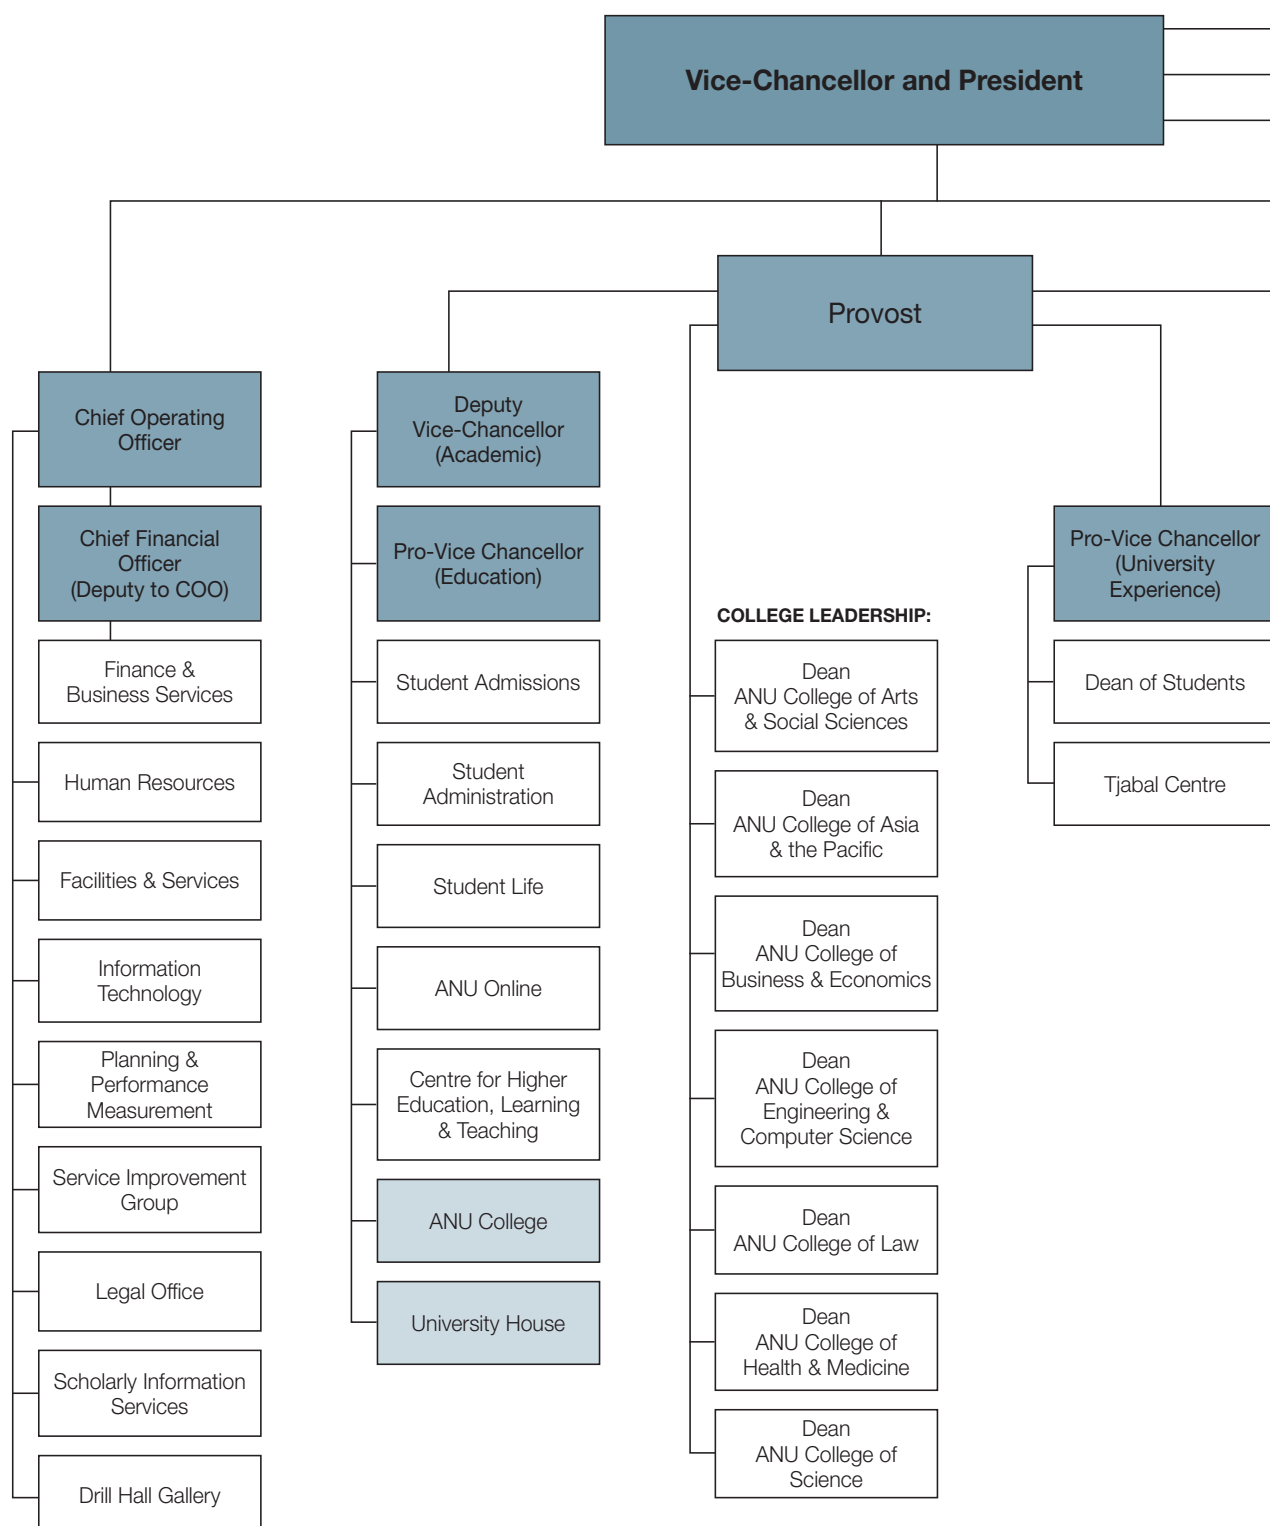 Vice-Chancellor and President
Provost
Chief Operating
Officer
Chief Financial
Officer
(Deputy to COO)
Finance &
Business Services
Human Resources
Facilities & Services
Information
Technology
Planning &
Performance
Measurement
Service Improvement
Group
Legal Office
Scholarly Information
Services
Drill Hall Gallery
Deputy
Vice-Chancellor
(Academic)
Pro-Vice Chancellor
(Education)
Student Admissions
Student
Administration
Student Life
ANU Online
Centre for Higher
Education, Learning
& Teaching
ANU College
University House
COLLEGE LEADERSHIP:
Dean
ANU College of Arts
& Social Sciences
Dean
ANU College of Asia
& the Pacific
Dean
ANU College of
Business & Economics
Dean
ANU College of
Engineering &
Computer Science
Dean
ANU College of Law
Dean
ANU College of
Health & Medicine
Dean
ANU College of
Science
Pro-Vice Chancellor
(University
Experience)
Dean of Students
Tjabal Centre